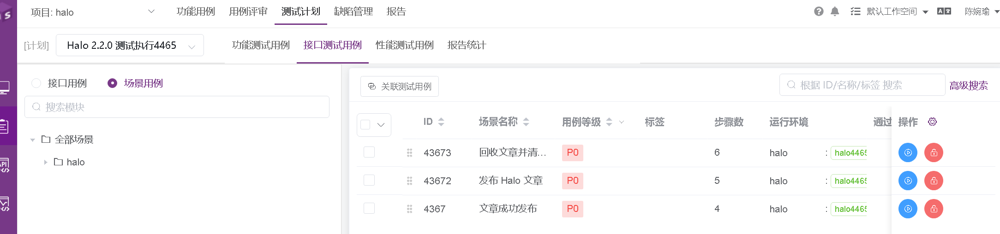 S
项目: halo
功能用例
用例评审
测试计划
缺陷管理
报告
默认工作空间
A 文
陈婉瑜
[计划]
Halo 2.2.0 测试执行4465
功能测试用例
接口测试用例
性能测试用例
报告统计
接口用例
场景用例
搜索模块
全部场景
halo
关联测试用例
根据 ID/名称/标签 搜索
高级搜索
ID
场景名称
用例等级
标签
步骤数
运行环境
通过
操作
43673
回收文章并清...
P0
6
halo
:
halo4465
43672
发布 Halo 文章
P0
5
halo
:
halo4465
4367
文章成功发布
P0
4
halo
:
halo4465
API